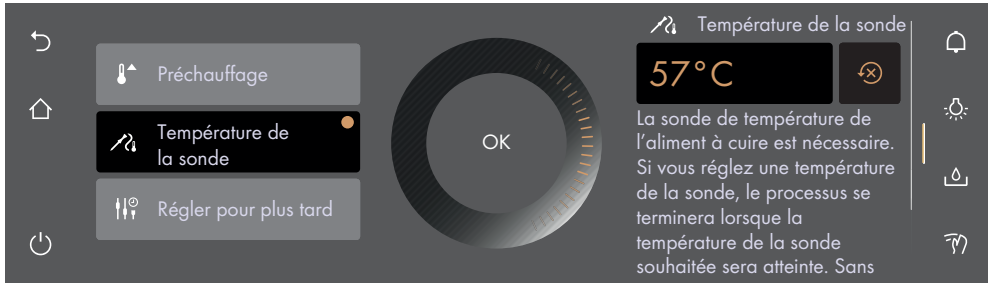 Préchauffage
Température de
la sonde
Régler pour plus tard
OK
Température de la sonde
57°C
La sonde de température de
l'aliment à cuire est nécessaire.
Si vous réglez une température
de la sonde, le processus se
terminera lorsque la
température de la sonde
souhaitée sera atteinte. Sans